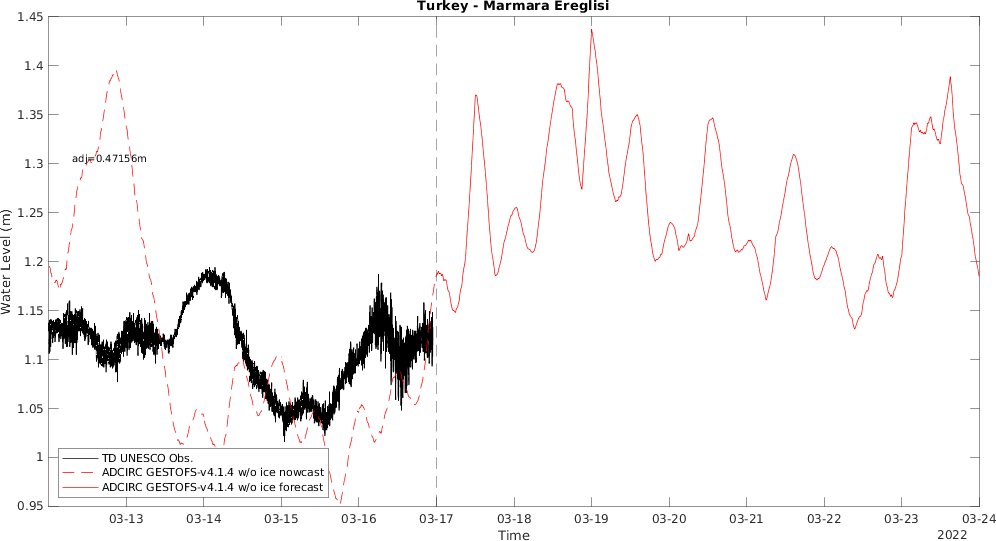 Turkey - Marmara Ereglisi
1.45
1.4
1.35
1.3
1.25
1.2
1.15
1.1
1.05
1
0.95
Water Level (m)
adj=0.47156m
TD UNESCO Obs.
ADCIRC GESTOFS-v4.1.4 w/o ice nowcast
ADCIRC GESTOFS-v4.1.4 w/o ice forecast
03-13 03-14 03-15 03-16 03-17 03-18 03-19 03-20 03-21 03-22 03-23 03-24
Time
2022